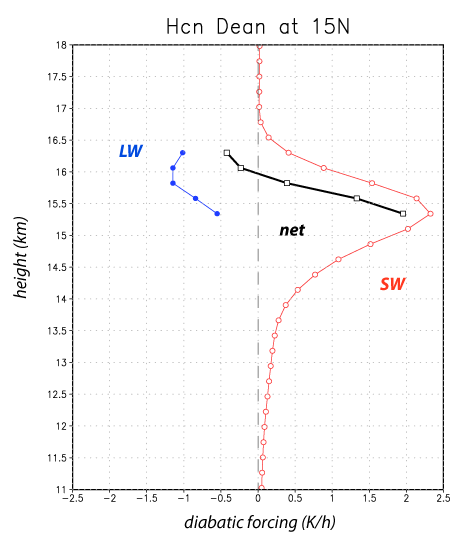 Hcn Dean at 15N
18
17.5
17
16.5
LW
16
15.5
net
15
14.5
SW
14
13.5
13
12.5
12
11.5
11
height (km)
−2.5 −2 −1.5 −1 −0.5 0 0.5 1 1.5 2 2.5
diabatic forcing (K/h)